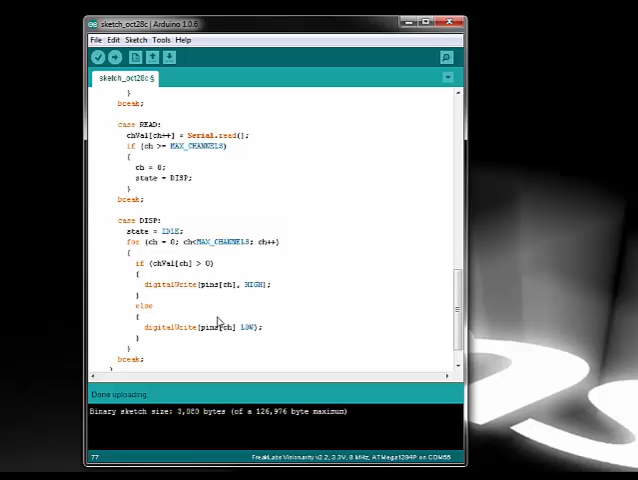 sketch_oct28c | Arduino 1.0.6
File Edit Sketch Tools Help
sketch_oct28c §
}
break;
case READ:
chVal[ch++] = Serial.read();
if (ch >= MAX_CHANNELS)
{
ch = 0;
state = DISP;
}
break;
case DISP:
state = IDLE;
for (ch = 0; ch<MAX_CHANNELS; ch++)
{
if (chVal[ch] > 0)
{
digitalWrite(pins[ch], HIGH);
}
else
{
digitalWrite(pins[ch] LOW);
}
}
break;
}
Done uploading.
Binary sketch size: 3,080 bytes (of a 126,976 byte maximum)
77
FreakLabs Visionarity v2.2, 3.3V, 8 MHz, ATMega1284P on COM55